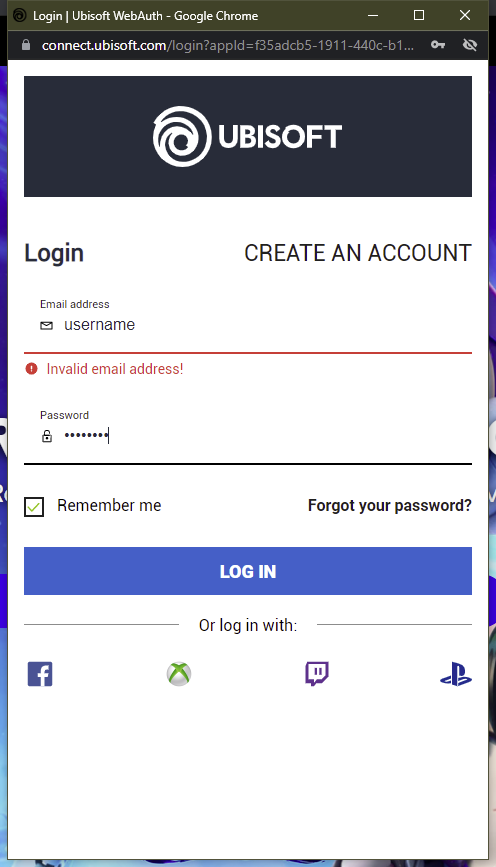 Login | Ubisoft WebAuth - Google Chrome
connect.ubisoft.com/login?appId=f35adcb5-1911-440c-b1...
UBISOFT
Login CREATE AN ACCOUNT
Email address
username
Invalid email address!
Password
••••••••
Remember me Forgot your password?
LOG IN
Or log in with: